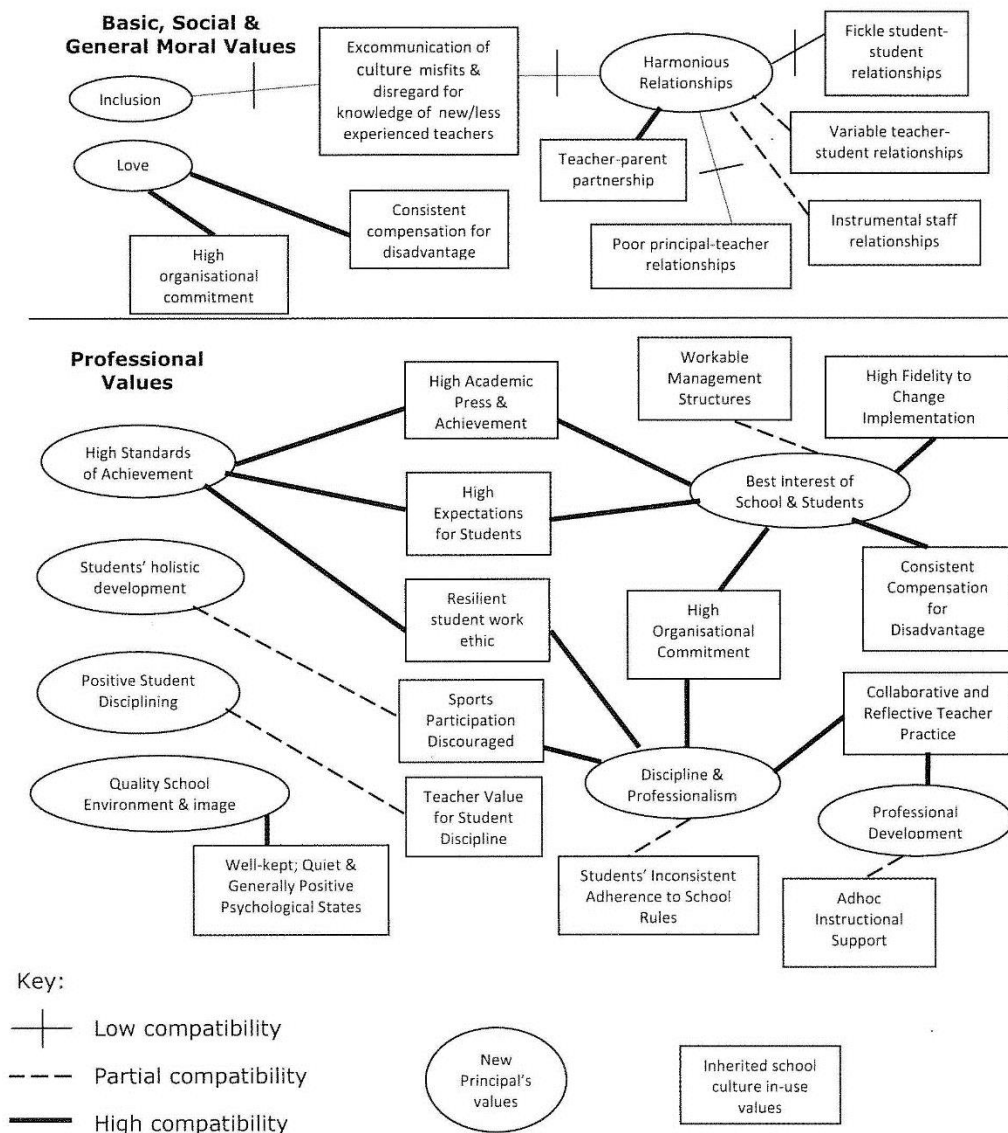 Basic, Social &
General Moral Values
Inclusion
Excommunication of
culture misfits &
disregard for
knowledge of new/less
experienced teachers
Harmonious
Relationships
Fickle student-
student
relationships
Love
Teacher-parent
partnership
Variable teacher-
student relationships
High
organisational
commitment
Consistent
compensation for
disadvantage
Poor principal-teacher
relationships
Instrumental staff
relationships
Professional
Values
High Standards
of Achievement
High Academic
Press &
Achievement
Workable
Management
Structures
High Fidelity to
Change
Implementation
High
Expectations
for Students
Best Interest of
School & Students
Students' holistic
development
Resilient
student work
ethic
High
Organisational
Commitment
Consistent
Compensation
for
Disadvantage
Positive Student
Disciplining
Sports
Participation
Discouraged
Collaborative and
Reflective Teacher
Practice
Quality School
Environment & image
Teacher Value
for Student
Discipline
Discipline &
Professionalism
Professional
Development
Well-kept; Quiet &
Generally Positive
Psychological States
Students' Inconsistent
Adherence to School
Rules
Adhoc
Instructional
Support
Key:
Low compatibility
Partial compatibility
High compatibility
New
Principal's
values
Inherited school
culture in-use
values